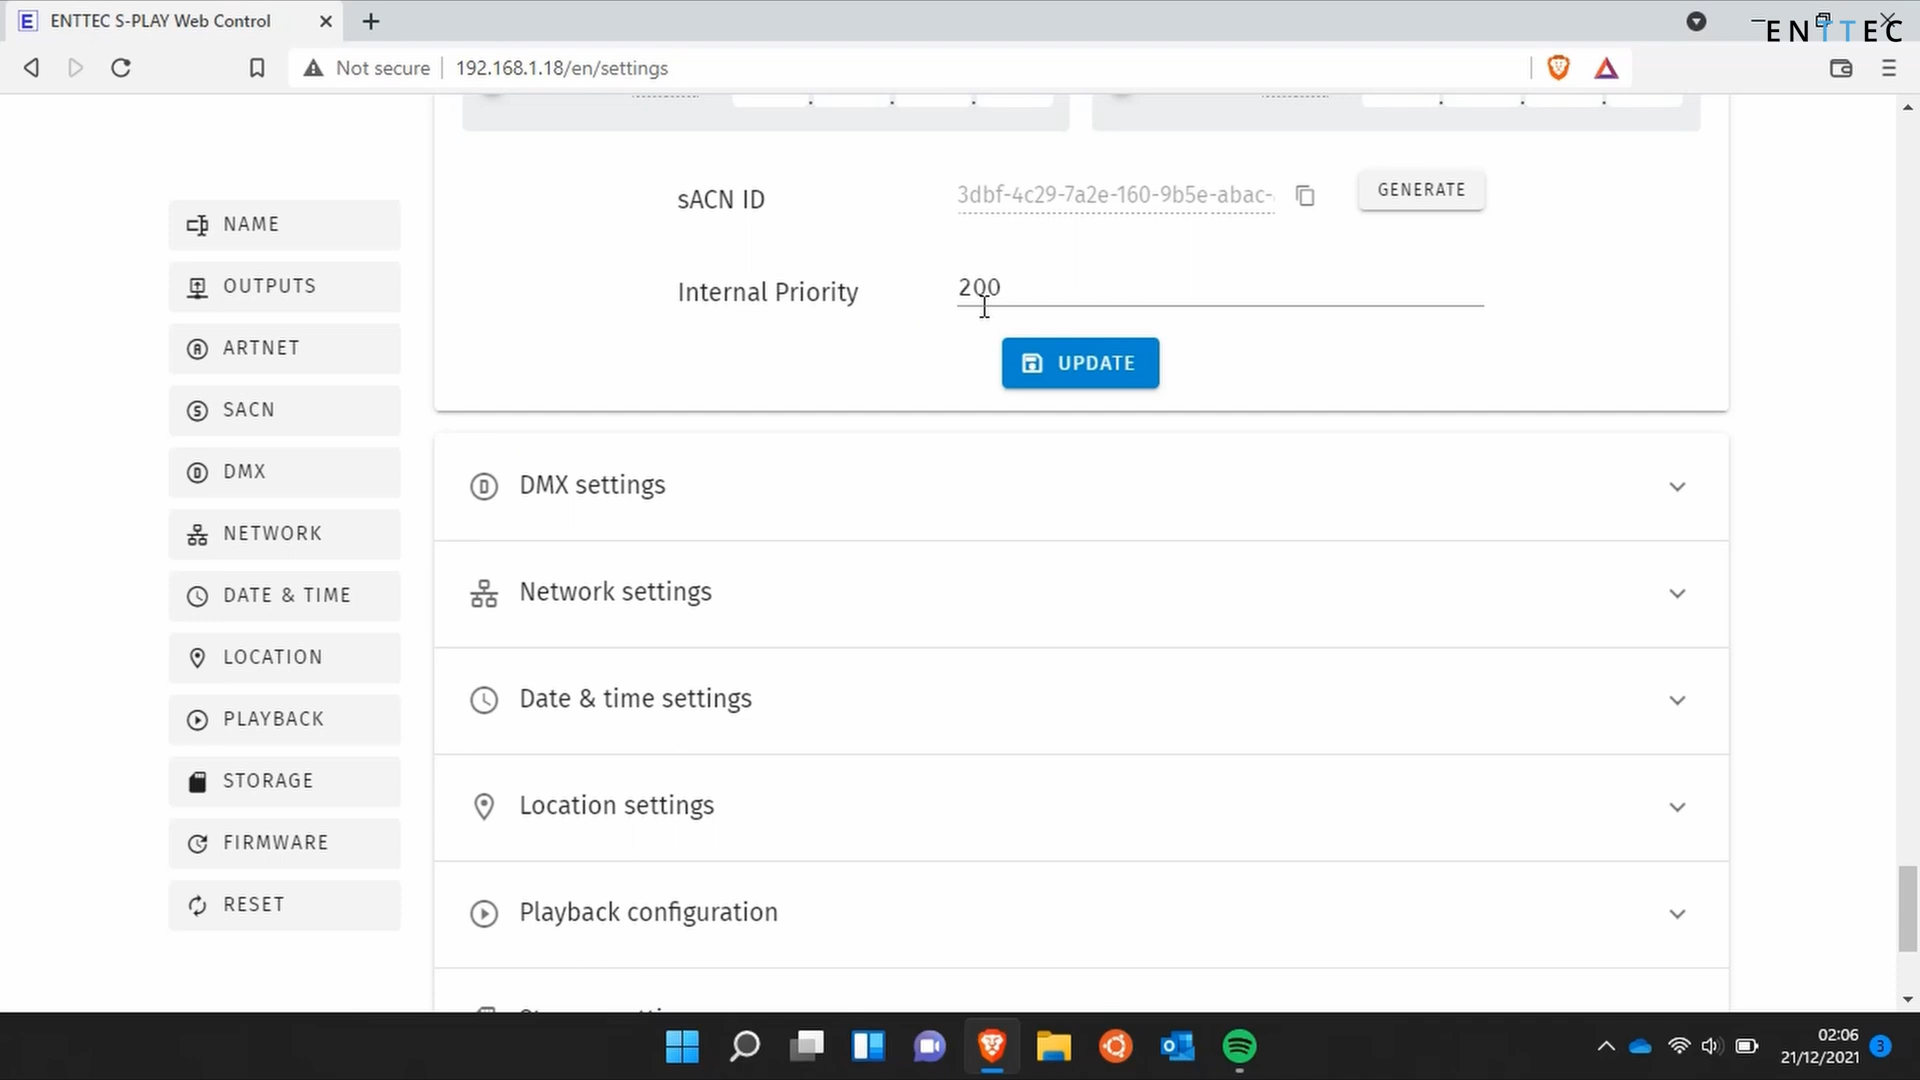 ENTTEC S-PLAY Web Control
ENTTEC
Not secure
192.168.1.18/en/settings
sACN ID
3dbf-4c29-7a2e-160-9b5e-abac-
GENERATE
Internal Priority
200
UPDATE
NAME
OUTPUTS
ARTNET
SACN
DMX
NETWORK
DATE & TIME
LOCATION
PLAYBACK
STORAGE
FIRMWARE
RESET
DMX settings
Network settings
Date & time settings
Location settings
Playback configuration
02:06
21/12/2021
3